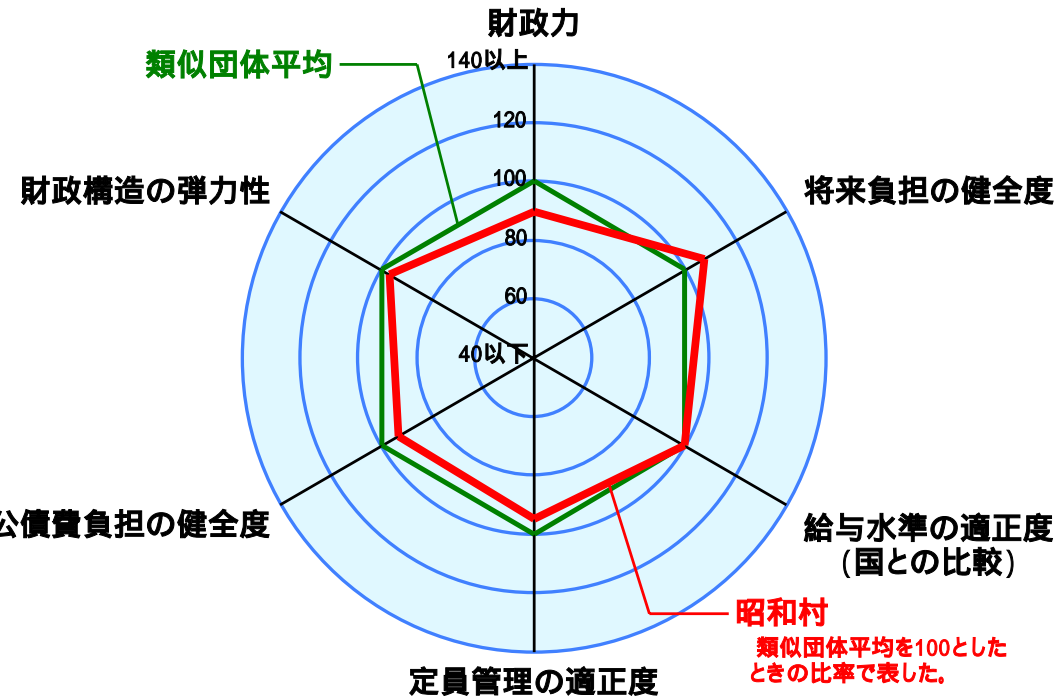 財政力
140以上
類似団体平均
120
100
財政構造の弾力性
将来負担の健全度
80
60
40以下
公債費負担の健全度
給与水準の適正度
(国との比較)
昭和村
類似団体平均を100とした
ときの比率で表した。
定員管理の適正度